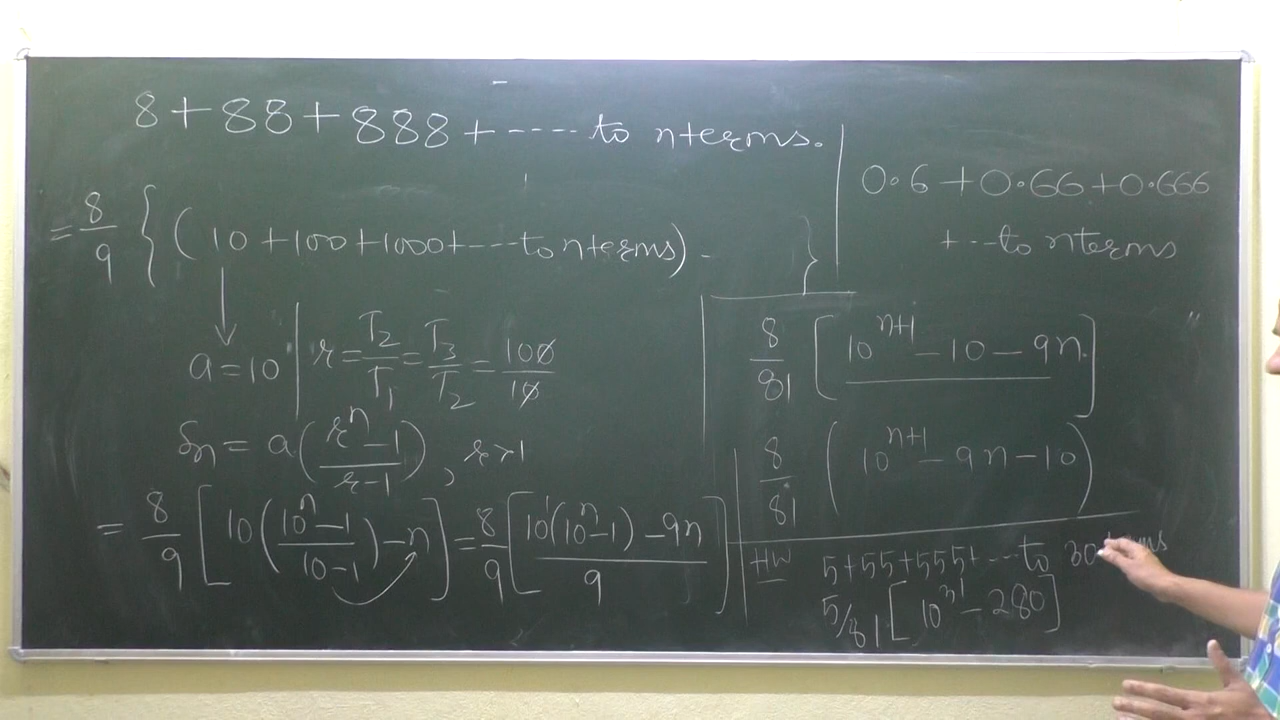 8+88+888+----- to n terms.
= 8/9 { (10+100+1000+---- to n terms) - }
a=10 | r = T2/T1 = T3/T2 = 100/10
Sn = a((r^n-1)/(r-1)), r>1
= 8/9 [10((10^n-1)/(10-1))-n] = 8/9 [(10^1(10^n-1)-9n)/9]
0.6+0.66+0.666
+---to n terms
8/81 [10^(n+1)-10-9n]
8/81 (10^(n+1)-9n-10)
HW 5+55+555+----to 30 terms
5/81 [10^31-280]